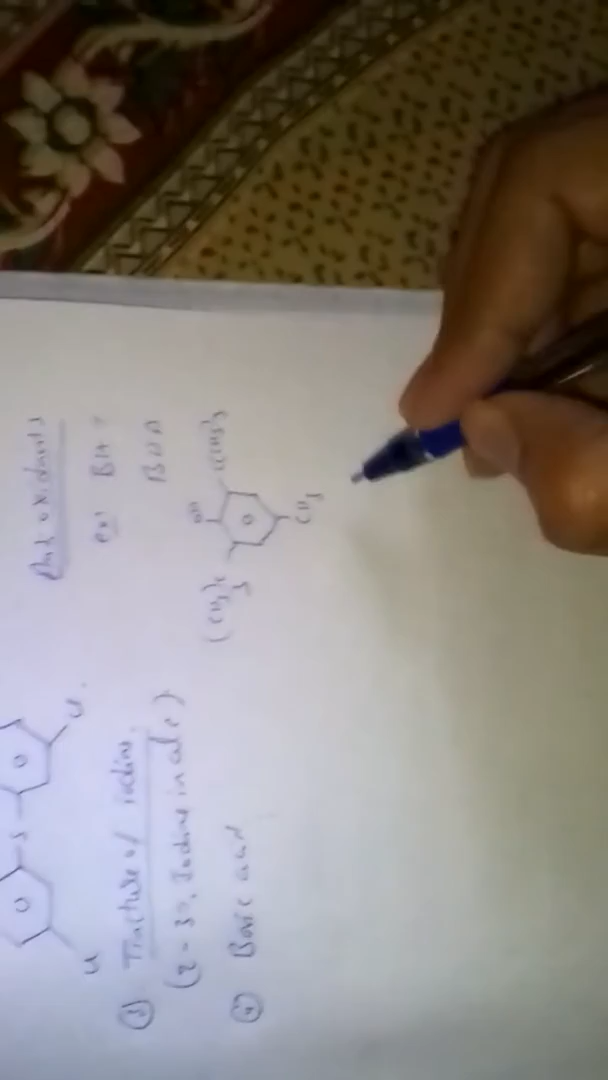 S
Cl
Cl
③ Tincture of iodine.
(2-3% Iodine in alc)
④ Boric acid
Antioxidants
ex: BHT
BHA
OH
(CH3)3C
C(CH3)3
CH3